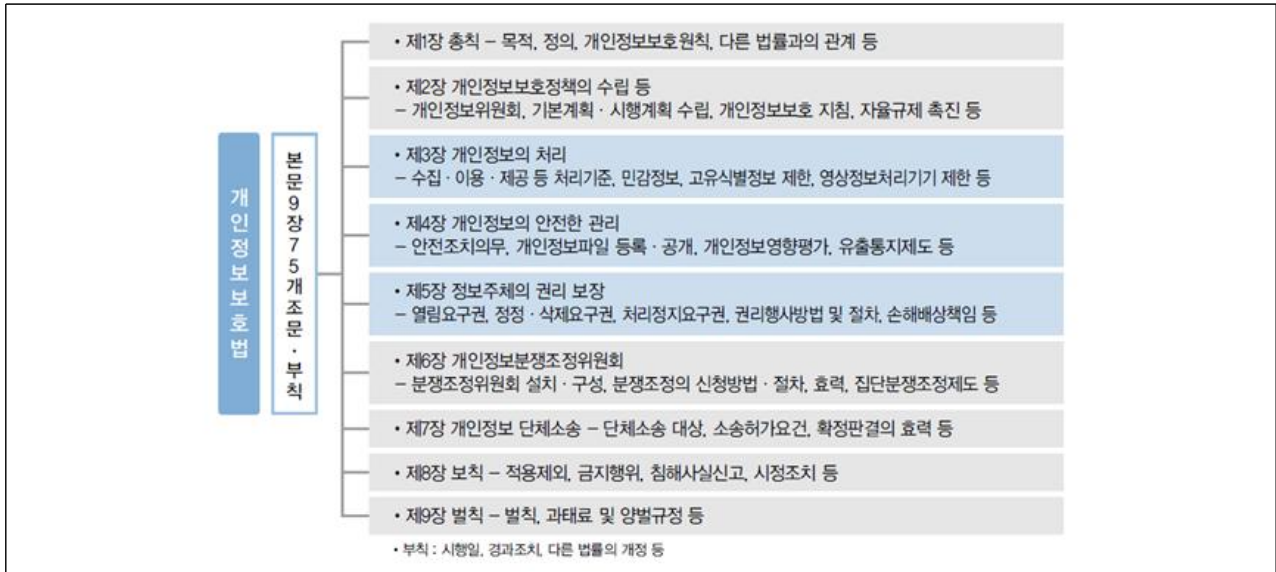 개인정보보호법
본문9장75개조문·부칙
• 제1장 총칙 – 목적, 정의, 개인정보보호원칙, 다른 법률과의 관계 등
• 제2장 개인정보보호정책의 수립 등
– 개인정보위원회, 기본계획·시행계획 수립, 개인정보보호 지침, 자율규제 촉진 등
• 제3장 개인정보의 처리
– 수집·이용·제공 등 처리기준, 민감정보, 고유식별정보 제한, 영상정보처리기기 제한 등
• 제4장 개인정보의 안전한 관리
– 안전조치의무, 개인정보파일 등록·공개, 개인정보영향평가, 유출통지제도 등
• 제5장 정보주체의 권리 보장
– 열림요구권, 정정·삭제요구권, 처리정지요구권, 권리행사방법 및 절차, 손해배상책임 등
• 제6장 개인정보분쟁조정위원회
– 분쟁조정위원회 설치·구성, 분쟁조정의 신청방법·절차, 효력, 집단분쟁조정제도 등
• 제7장 개인정보 단체소송 – 단체소송 대상, 소송허가요건, 확정판결의 효력 등
• 제8장 보칙 – 적용제외, 금지행위, 침해사실신고, 시정조치 등
• 제9장 벌칙 – 벌칙, 과태료 및 양벌규정 등
• 부칙 : 시행일, 경과조치, 다른 법률의 개정 등